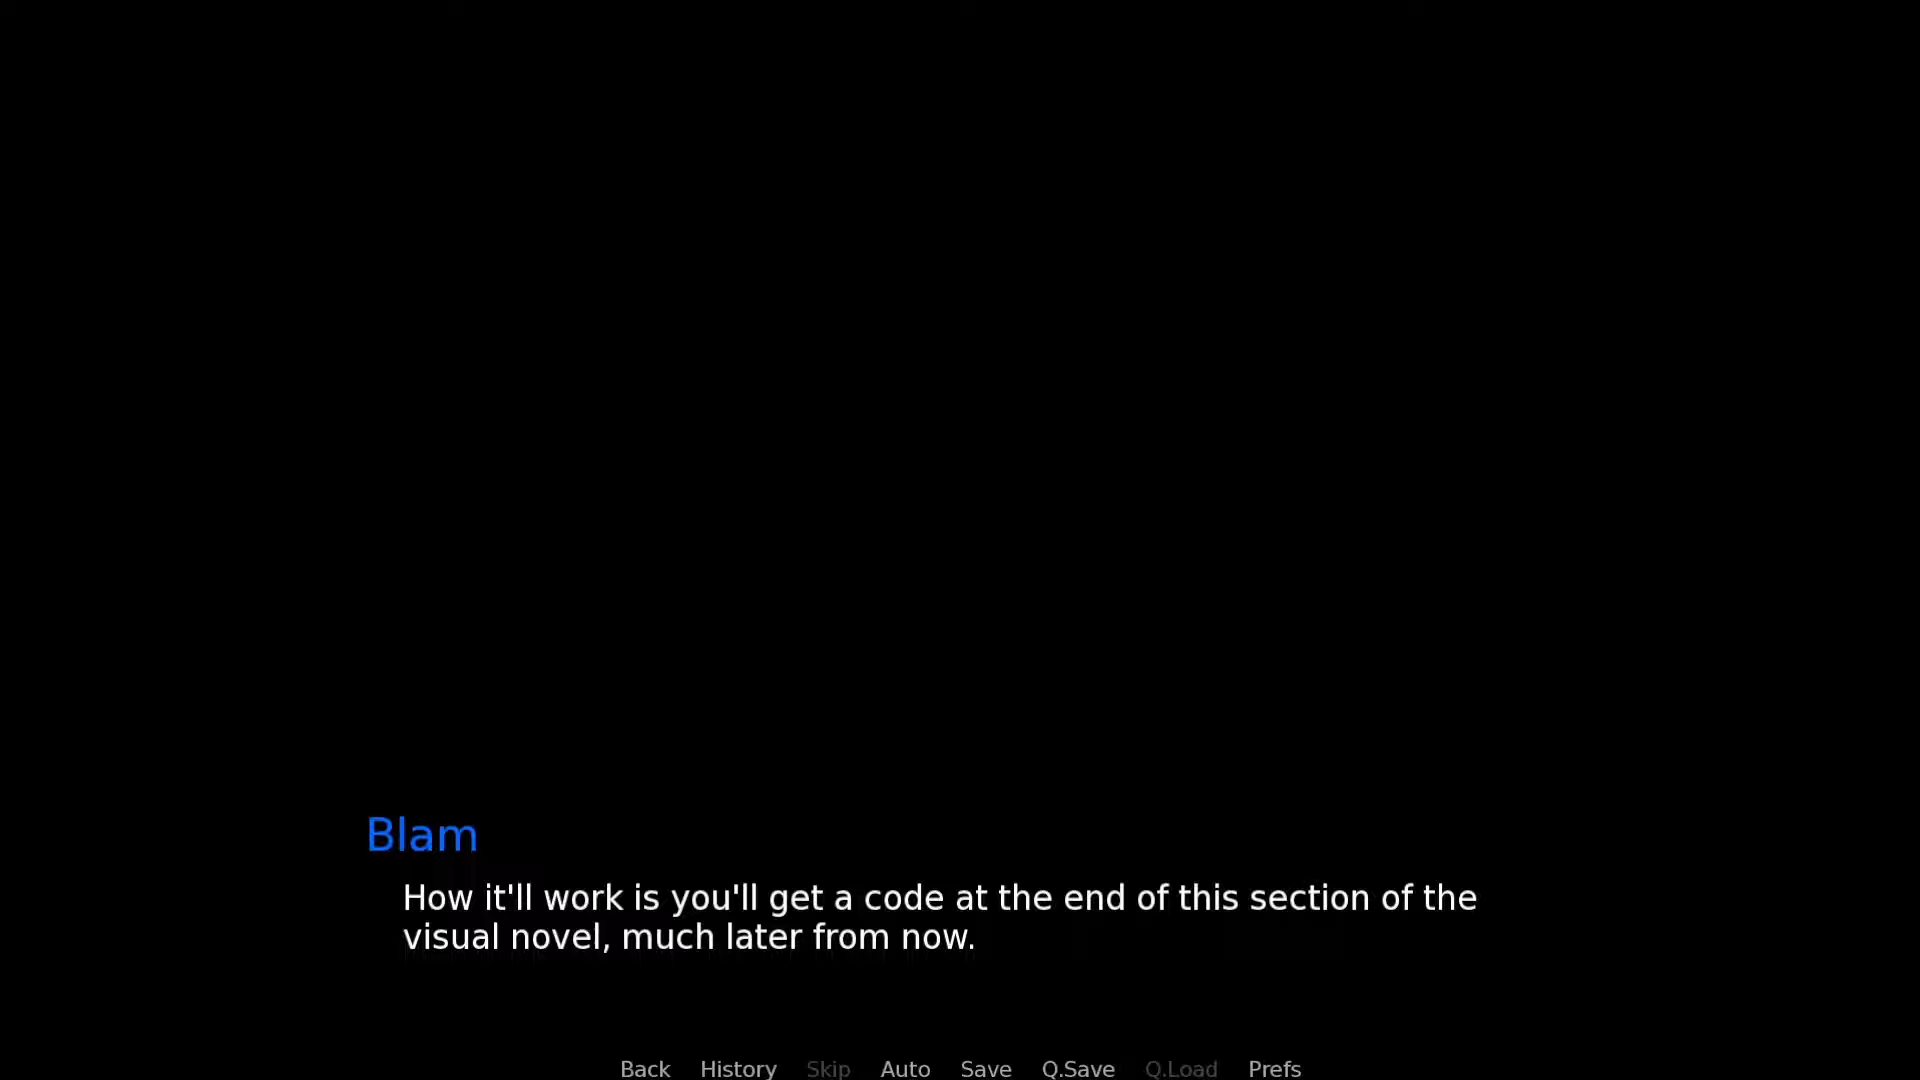 Blam
How it'll work is you'll get a code at the end of this section of the
visual novel, much later from now.
Back History Skip Auto Save Q.Save Q.Load Prefs